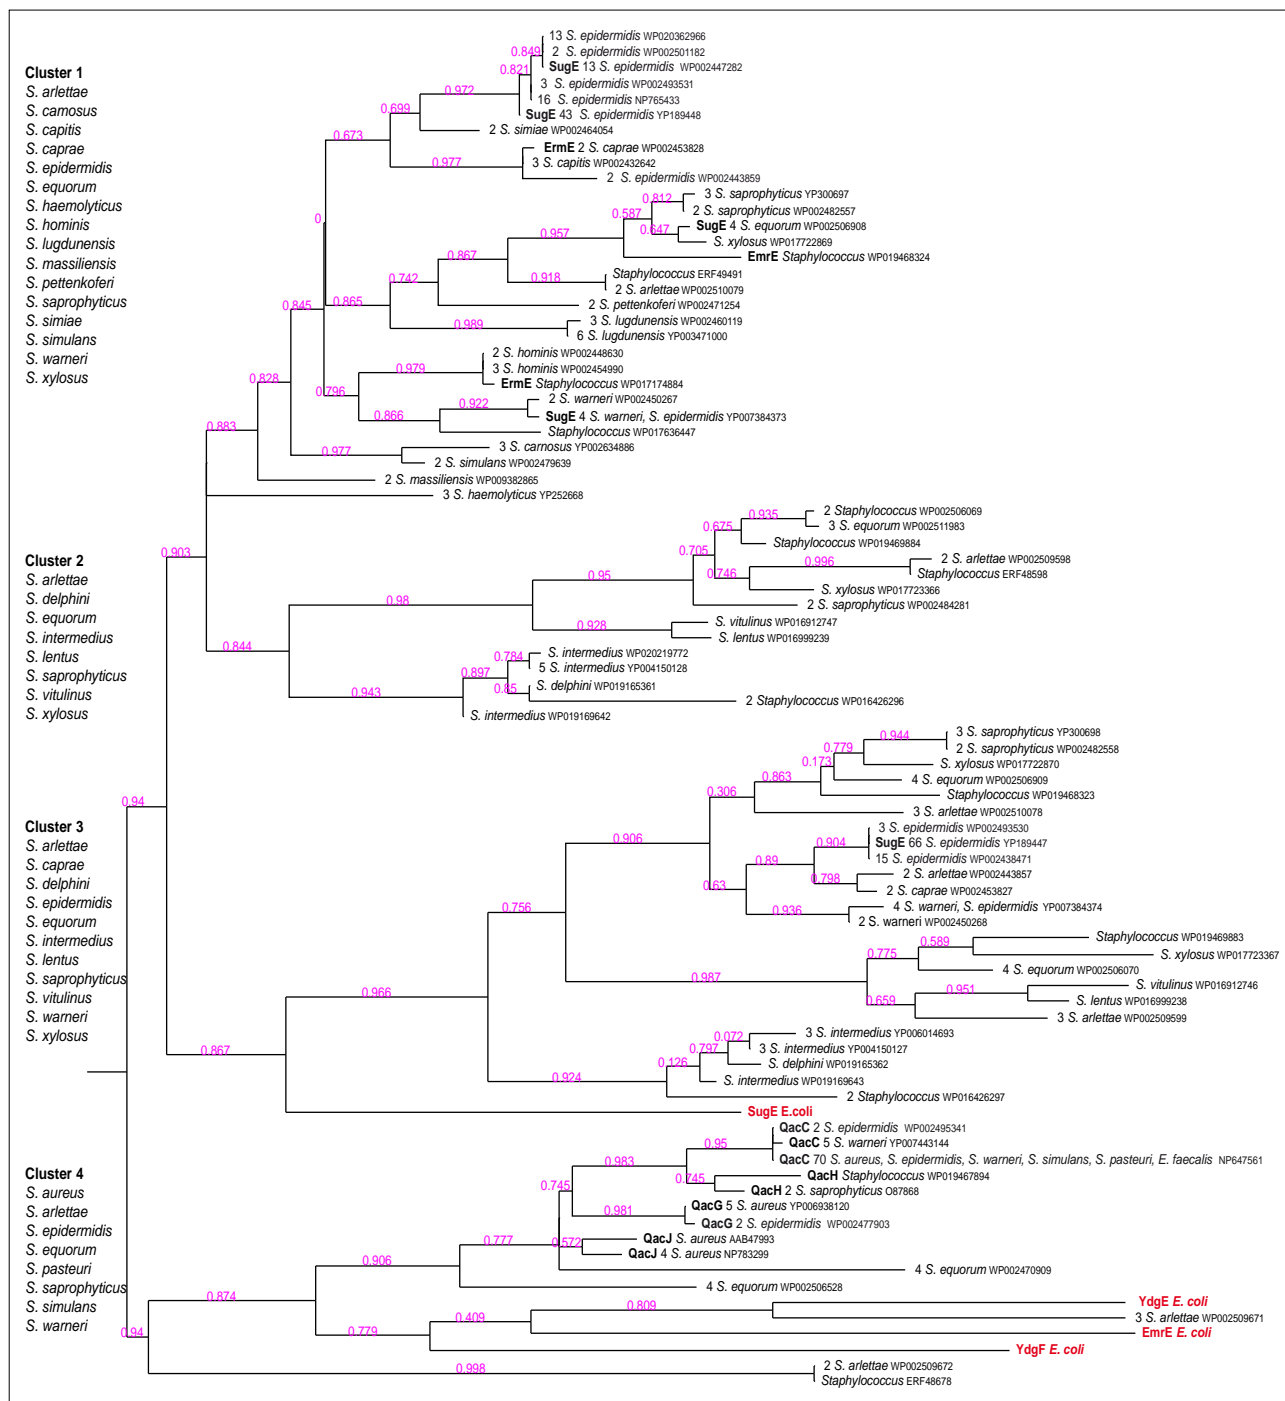 Cluster 1
S. arlettae
S. camosus
S. capitis
S. caprae
S. epidermidis
S. equorum
S. haemolyticus
S. hominis
S. lugdunensis
S. massiliensis
S. pettenkoferi
S. saprophyticus
S. simiae
S. simulans
S. warneri
S. xylosus
Cluster 2
S. arlettae
S. delphini
S. equorum
S. intermedius
S. lentus
S. saprophyticus
S. vitulinus
S. xylosus
Cluster 3
S. arlettae
S. caprae
S. delphini
S. epidermidis
S. equorum
S. intermedius
S. lentus
S. saprophyticus
S. vitulinus
S. warneri
S. xylosus
Cluster 4
S. aureus
S. arlettae
S. epidermidis
S. equorum
S. pasteuri
S. saprophyticus
S. simulans
S. warneri
13 S. epidermidis WP020362966
0.849
2 S. epidermidis WP002501182
SugE 13 S. epidermidis WP002447282
0.821
3 S. epidermidis WP002493531
0.972
16 S. epidermidis NP765433
0.699
SugE 43 S. epidermidis YP189448
2 S. simiae WP002464054
0.673
ErmE 2 S. caprae WP002453828
0.977
3 S. capitis WP002432642
2 S. epidermidis WP002443859
3 S. saprophyticus YP300697
0.812
2 S. saprophyticus WP002482557
0.587
0
SugE 4 S. equorum WP002506908
0.647
0.957
S. xylosus WP017722869
0.867
EmrE Staphylococcus WP019468324
0.742
0.918
Staphylococcus ERF49491
2 S. arlettae WP002510079
0.845
0.865
2 S. pettenkoferi WP002471254
0.989
3 S. lugdunensis WP002460119
6 S. lugdunensis YP003471000
2 S. hominis WP002448630
0.979
3 S. hominis WP002454990
0.828
ErmE Staphylococcus WP017174884
0.796
2 S. warneri WP002450267
0.922
0.866
SugE 4 S. warneri, S. epidermidis YP007384373
0.883
Staphylococcus WP017636447
0.977
3 S. carnosus YP002634886
2 S. simulans WP002479639
2 S. massiliensis WP009382865
3 S. haemolyticus YP252668
0.935
2 Staphylococcus WP002506069
0.675
3 S. equorum WP002511983
Staphylococcus WP019469884
0.903
0.705
0.996
2 S. arlettae WP002509598
0.746
Staphylococcus ERF48598
0.95
S. xylosus WP017723366
0.98
2 S. saprophyticus WP002484281
0.928
S. vitulinus WP016912747
S. lentus WP016999239
0.844
0.784
S. intermedius WP020219772
0.897
5 S. intermedius YP004150128
0.85
S. delphini WP019165361
0.943
2 Staphylococcus WP016426296
S. intermedius WP019169642
0.944
3 S. saprophyticus YP300698
0.779
2 S. saprophyticus WP002482558
0.173
S. xylosus WP017722870
0.863
4 S. equorum WP002506909
0.306
Staphylococcus WP019468323
0.94
3 S. arlettae WP002510078
3 S. epidermidis WP002493530
0.906
0.904
SugE 66 S. epidermidis YP189447
0.89
15 S. epidermidis WP002438471
0.63
0.798
2 S. arlettae WP002443857
2 S. caprae WP002453827
0.756
0.936
4 S. warneri, S. epidermidis YP007384374
2 S. warneri WP002450268
0.589
Staphylococcus WP019469883
0.775
S. xylosus WP017723367
0.987
4 S. equorum WP002506070
0.966
0.951
S. vitulinus WP016912746
0.659
S. lentus WP016999238
3 S. arlettae WP002509599
0.867
0.072
3 S. intermedius YP006014693
0.797
3 S. intermedius YP004150127
0.126
S. delphini WP019165362
0.924
S. intermedius WP019169643
2 Staphylococcus WP016426297
SugE E.coli
QacC 2 S. epidermidis WP002495341
0.95
QacC 5 S. warneri YP007443144
0.983
QacC 70 S. aureus, S. epidermidis, S. warneri, S. simulans, S. pasteuri, E. faecalis NP647561
0.745
0.745
QacH Staphylococcus WP019467894
QacH 2 S. saprophyticus O87868
0.981
QacG 5 S. aureus YP006938120
QacG 2 S. epidermidis WP002477903
0.777
0.572
QacJ S. aureus AAB47993
QacJ 4 S. aureus NP783299
0.906
4 S. equorum WP002470909
4 S. equorum WP002506528
0.874
0.809
YdgE E. coli
0.409
3 S. arlettae WP002509671
0.94
0.779
EmrE E. coli
YdgF E. coli
0.998
2 S. arlettae WP002509672
Staphylococcus ERF48678